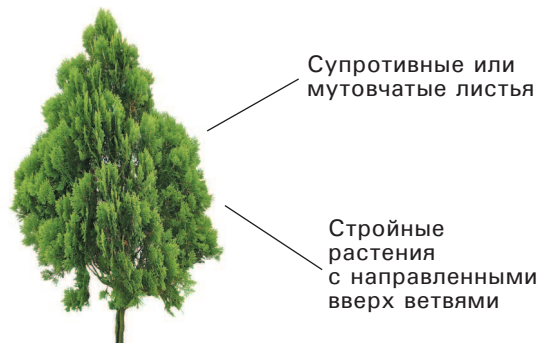 Супротивные или
мутовчатые листья
Стройные
растения
с направленными
вверх ветвями